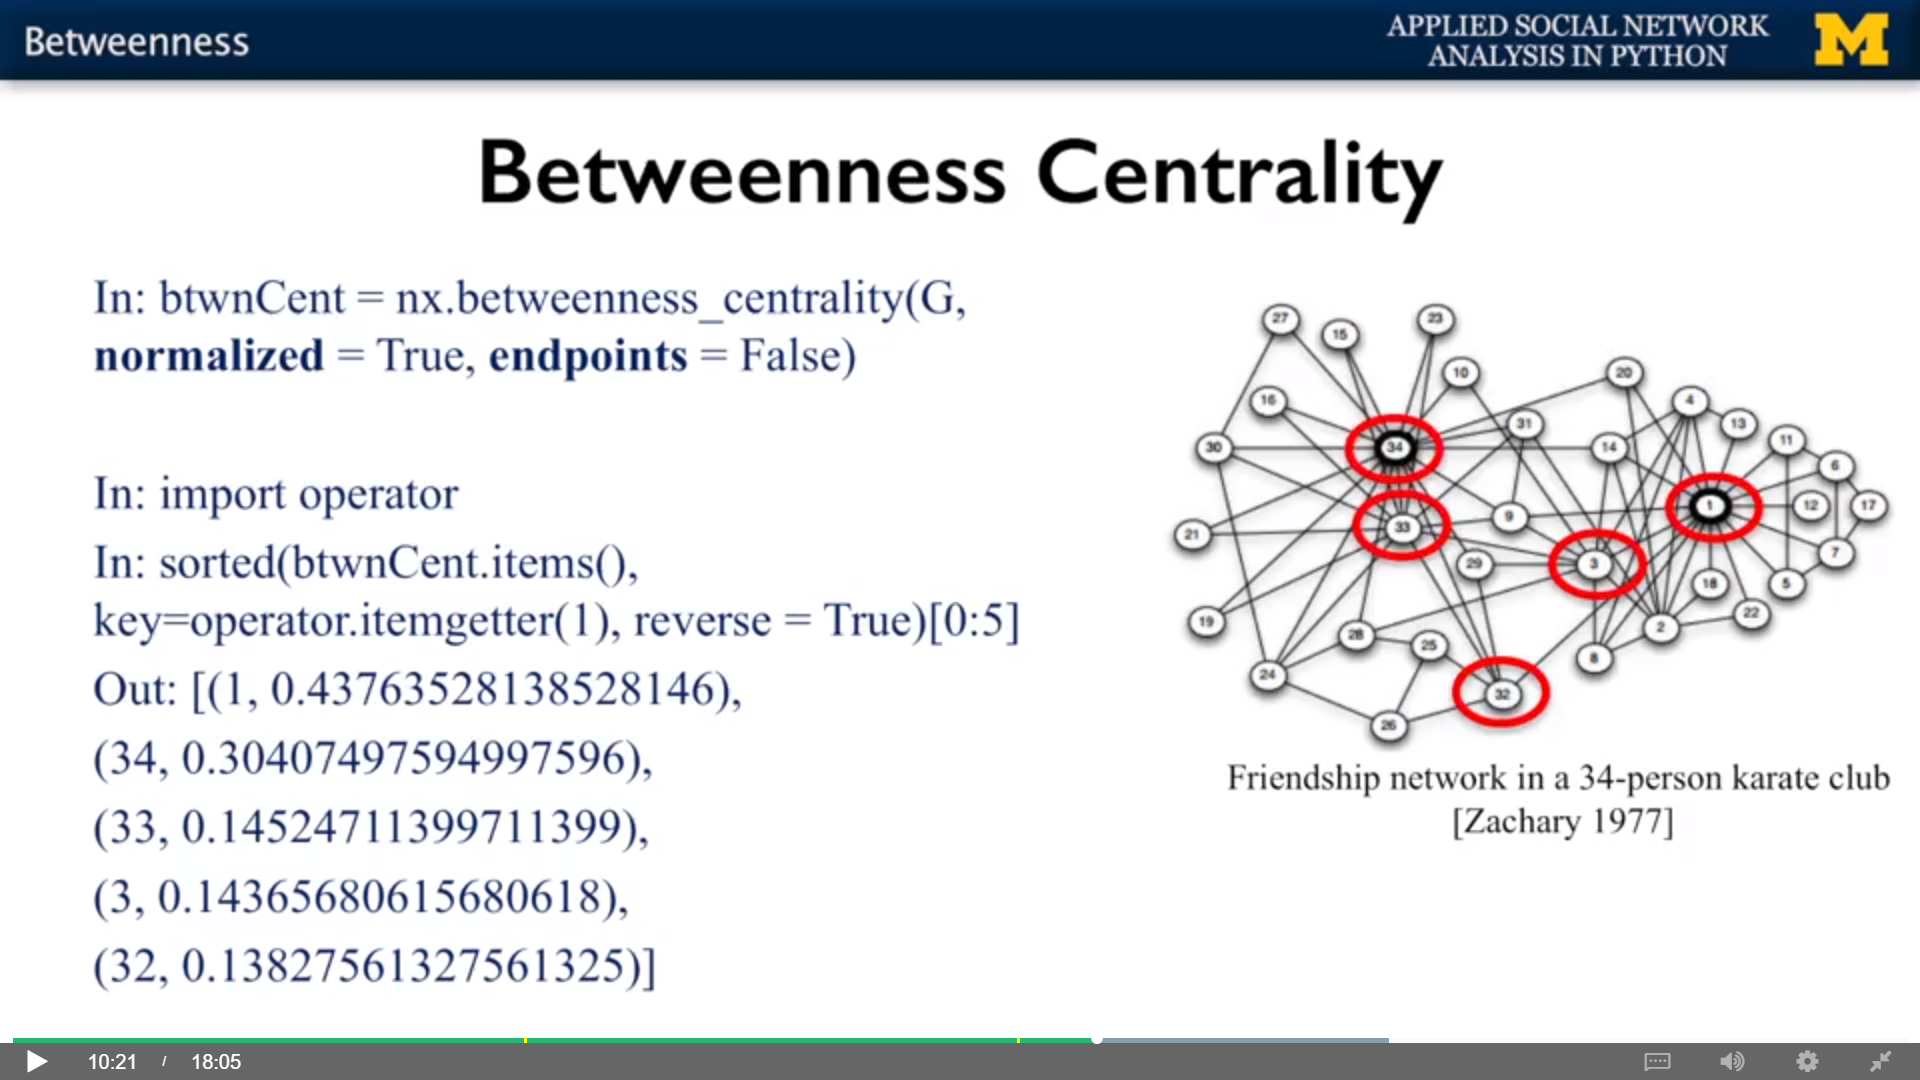 Betweenness
APPLIED SOCIAL NETWORK
ANALYSIS IN PYTHON
M
Betweenness Centrality
In: btwnCent = nx.betweenness_centrality(G,
normalized = True, endpoints = False)
In: import operator
In: sorted(btwnCent.items(),
key=operator.itemgetter(1), reverse = True)[0:5]
Out: [(1, 0.43763528138528146),
(34, 0.30407497594997596),
(33, 0.14524711399711399),
(3, 0.14365680615680618),
(32, 0.13827561327561325)]
27
15
23
10
20
16
4
31
13
11
30
34
14
6
1
12
17
9
21
33
7
29
3
18
5
19
22
28
2
25
8
24
32
26
Friendship network in a 34-person karate club
[Zachary 1977]
10:21 / 18:05